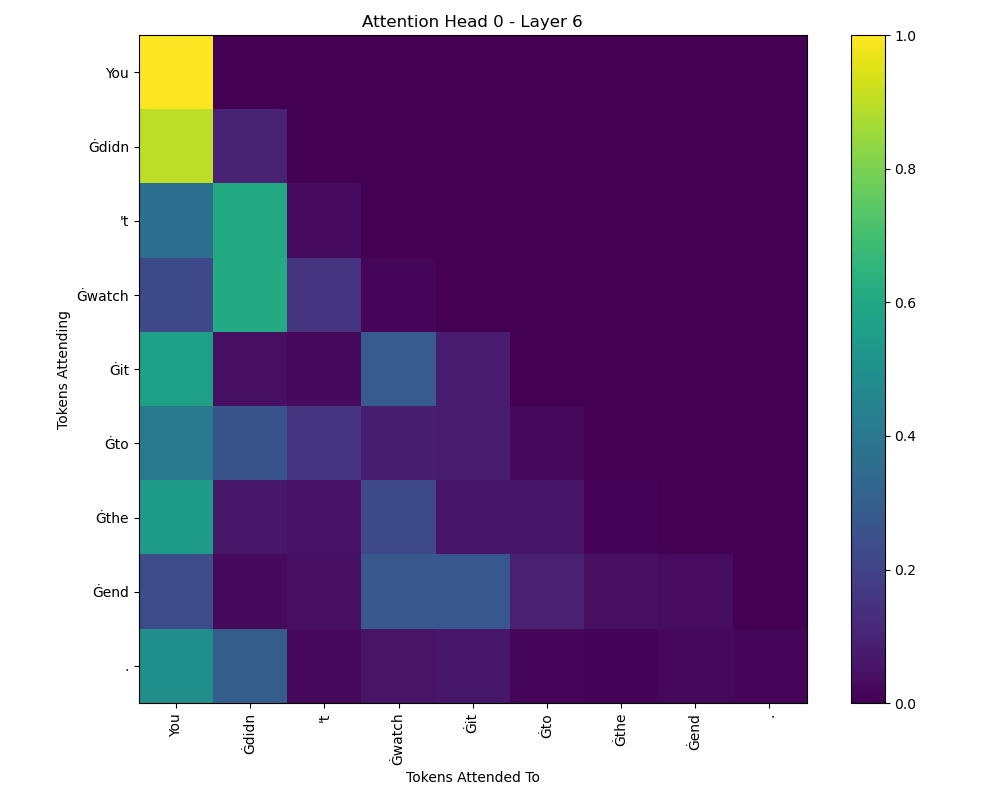 Attention Head 0 - Layer 6
Tokens Attending
You
Ġdidn
't
Ġwatch
Ġit
Ġto
Ġthe
Ġend
.
You
Ġdidn
't
Ġwatch
Ġit
Ġto
Ġthe
Ġend
.
Tokens Attended To
1.0
0.8
0.6
0.4
0.2
0.0